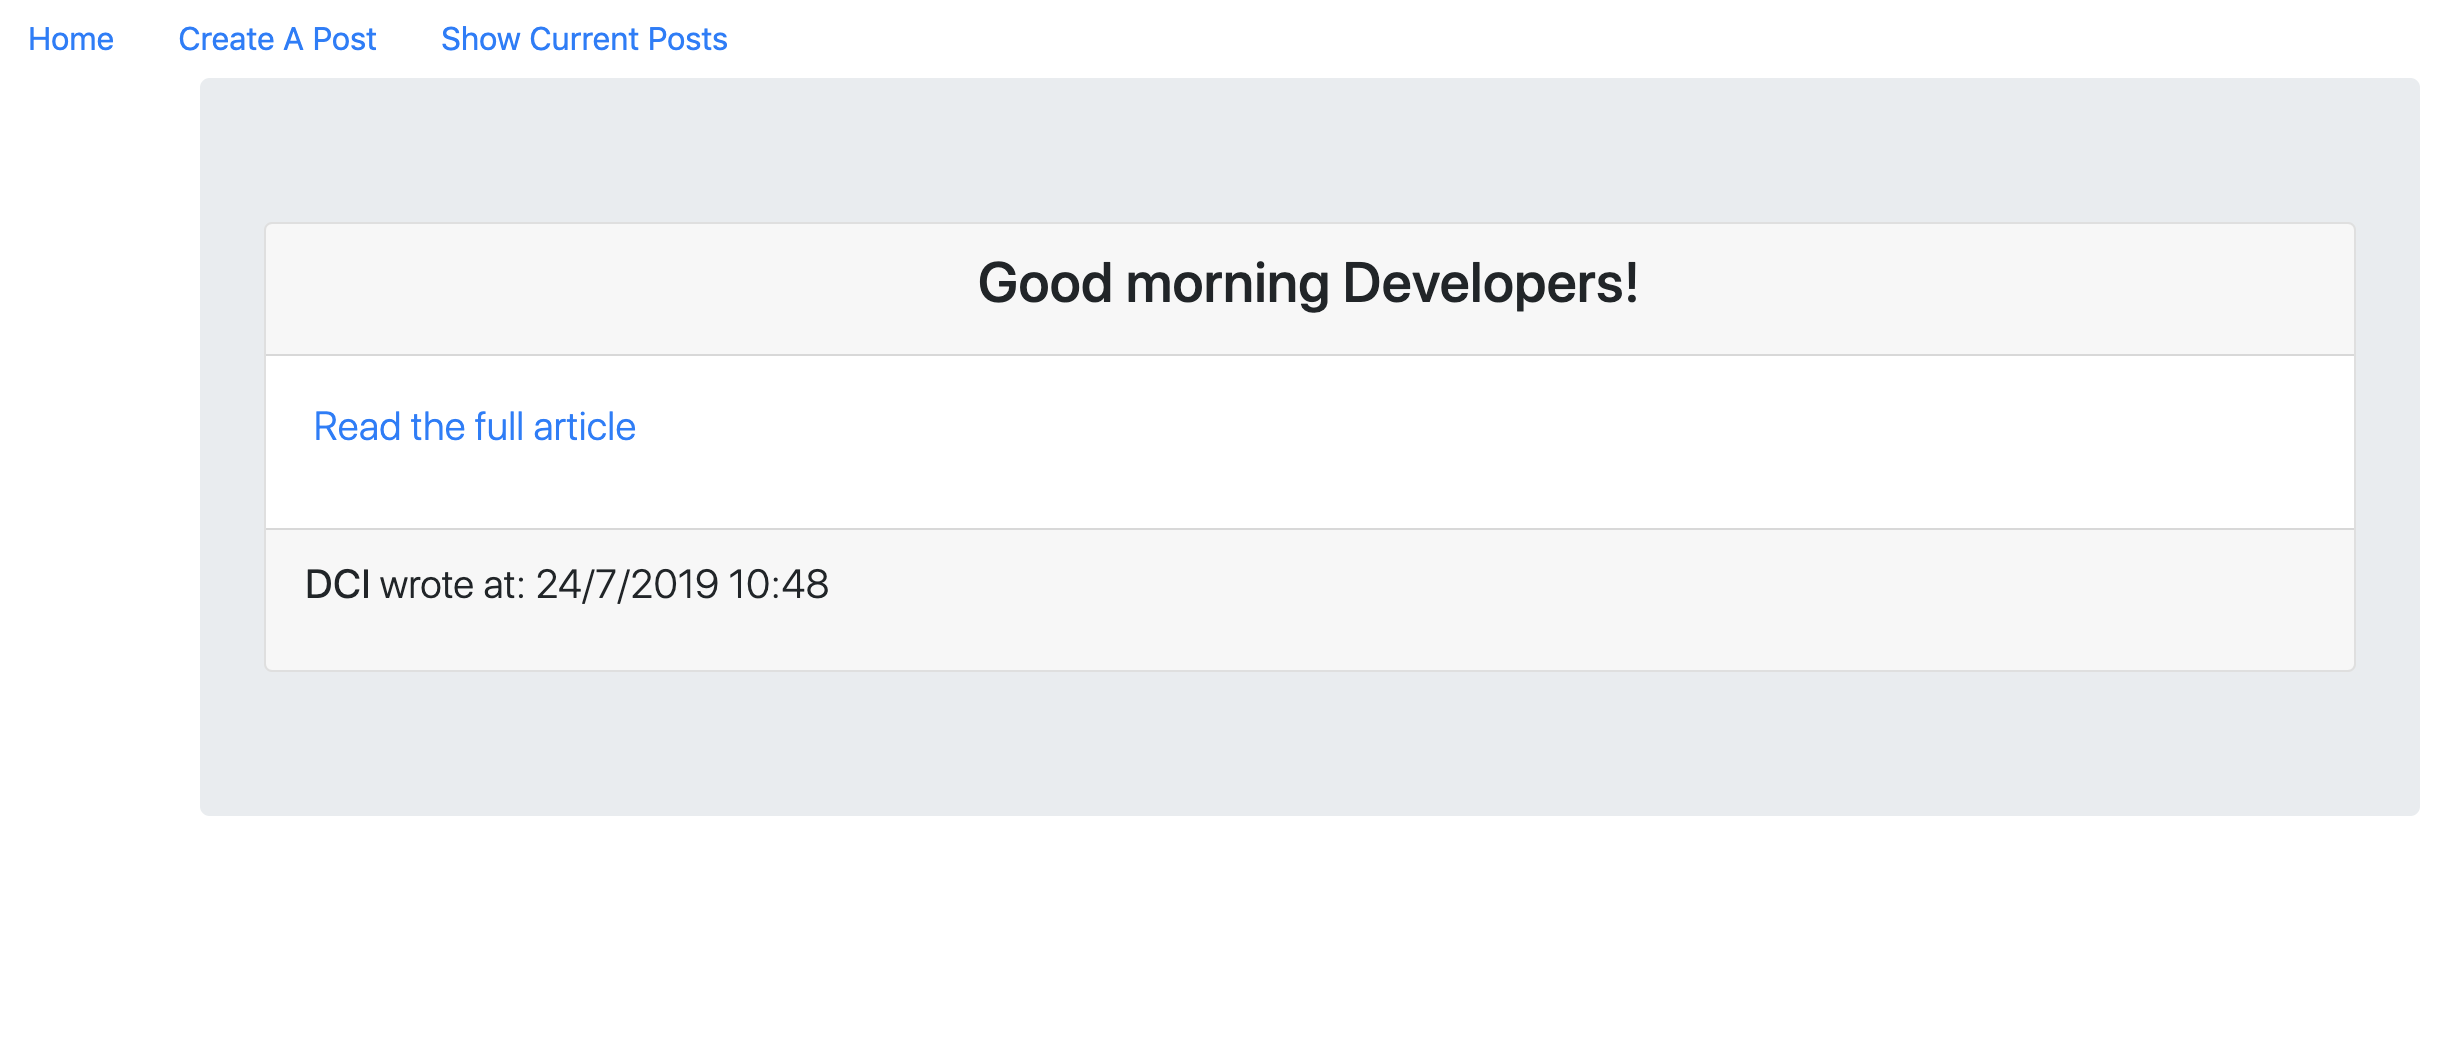 Home Create A Post Show Current Posts
Good morning Developers!
Read the full article
DCI wrote at: 24/7/2019 10:48